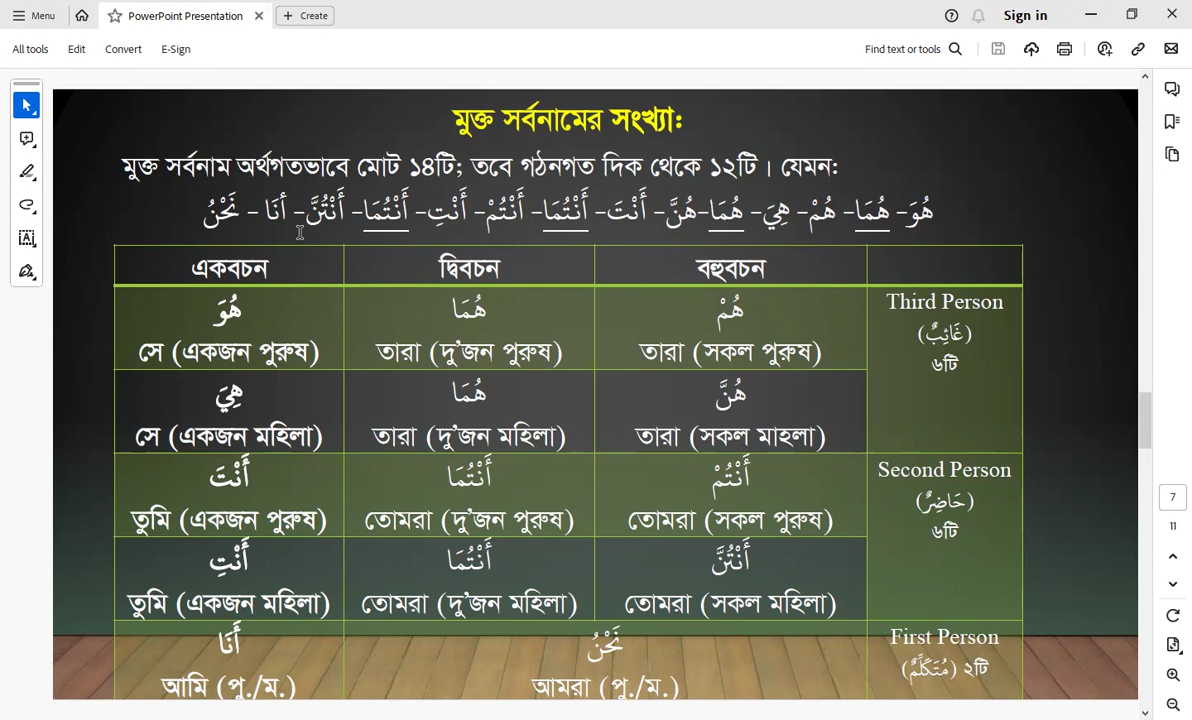 Menu
PowerPoint Presentation
Create
Sign in
All tools Edit Convert E-Sign
Find text or tools
মুক্ত সর্বনামের সংখ্যা:
মুক্ত সর্বনাম অর্থগতভাবে মোট ১৪টি; তবে গঠনগত দিক থেকে ১২টি। যেমন:
هُوَ- هُمَا- هُمْ- هِيَ- هُمَا-هُنَّ- أَنْتَ- أَنْتُمَا- أَنْتُمْ- أَنْتِ- أَنْتُمَا- أَنْتُنَّ- أنَا - نَحْنُ
একবচন দ্বিবচন বহুবচন
هُوَ هُمَا هُمْ Third Person
সে (একজন পুরুষ) তারা (দু’জন পুরুষ) তারা (সকল পুরুষ) (غَائِبٌ)
৬টি
هِيَ هُمَا هُنَّ
সে (একজন মহিলা) তারা (দু’জন মহিলা) তারা (সকল মাহলা)
أَنْتَ أَنْتُمَا أَنْتُمْ Second Person
তুমি (একজন পুরুষ) তোমরা (দু’জন পুরুষ) তোমরা (সকল পুরুষ) (حَاضِرٌ)
৬টি
أَنْتِ أَنْتُمَا أَنْتُنَّ
তুমি (একজন মহিলা) তোমরা (দু’জন মহিলা) তোমরা (সকল মহিলা)
أَنَا نَحْنُ First Person
আমি (পু./ম.) আমরা (পু./ম.) (مُتَكَلِّمٌ) ২টি
7
11